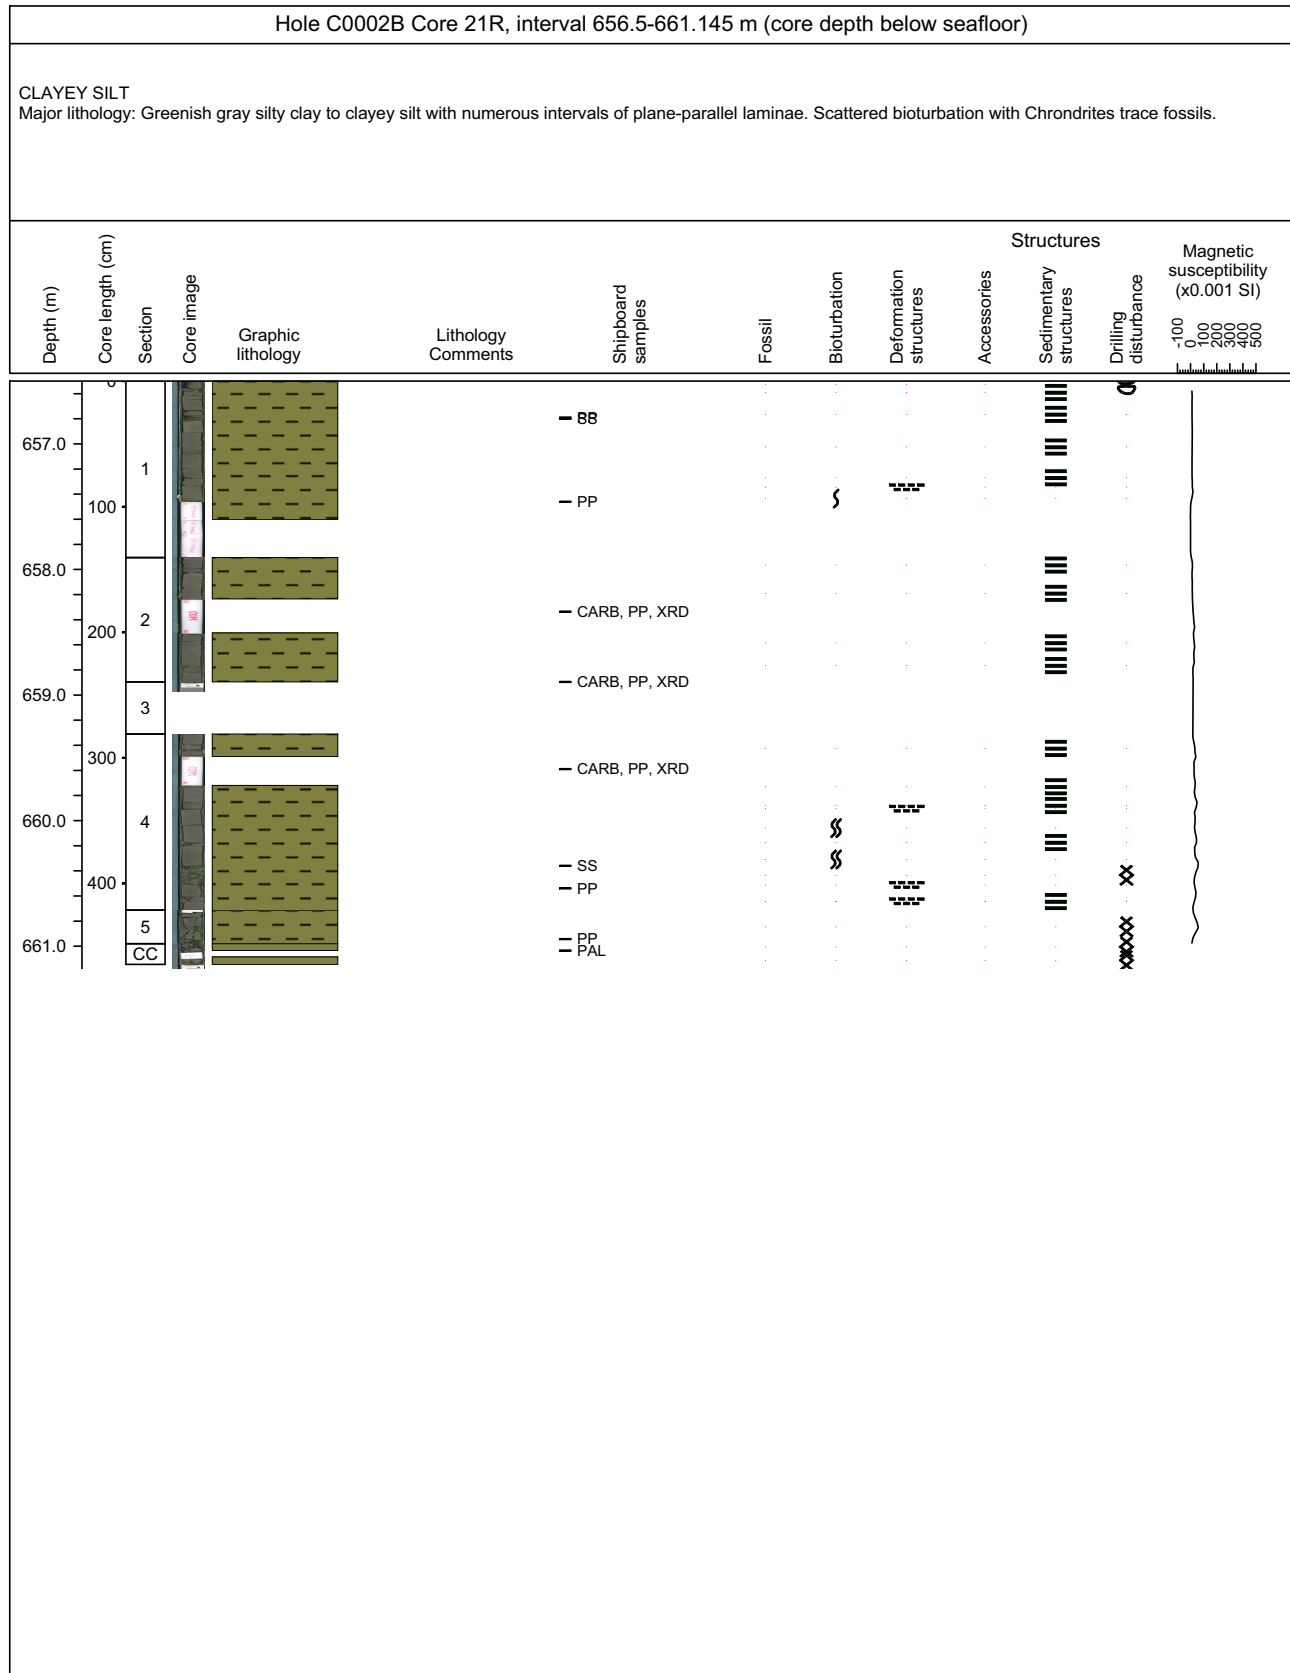 Hole C0002B Core 21R, interval 656.5-661.145 m (core depth below seafloor)
CLAYEY SILT
Major lithology: Greenish gray silty clay to clayey silt with numerous intervals of plane-parallel laminae. Scattered bioturbation with Chrondrites trace fossils.
Depth (m)
Core length (cm)
Section
Core image
Graphic
lithology
Lithology
Comments
Shipboard
samples
Fossil
Bioturbation
Deformation
structures
Accessories
Structures
Sedimentary
structures
Drilling
disturbance
Magnetic
susceptibility
(x0.001 SI)
-100
0
100
200
300
400
500
0
657.0
1
PP
100
658.0
2
CARB, PP, XRD
200
CARB, PP, XRD
659.0
3
300
CARB, PP, XRD
660.0
4
SS
400
PP
5
PP
661.0
CC
PAL